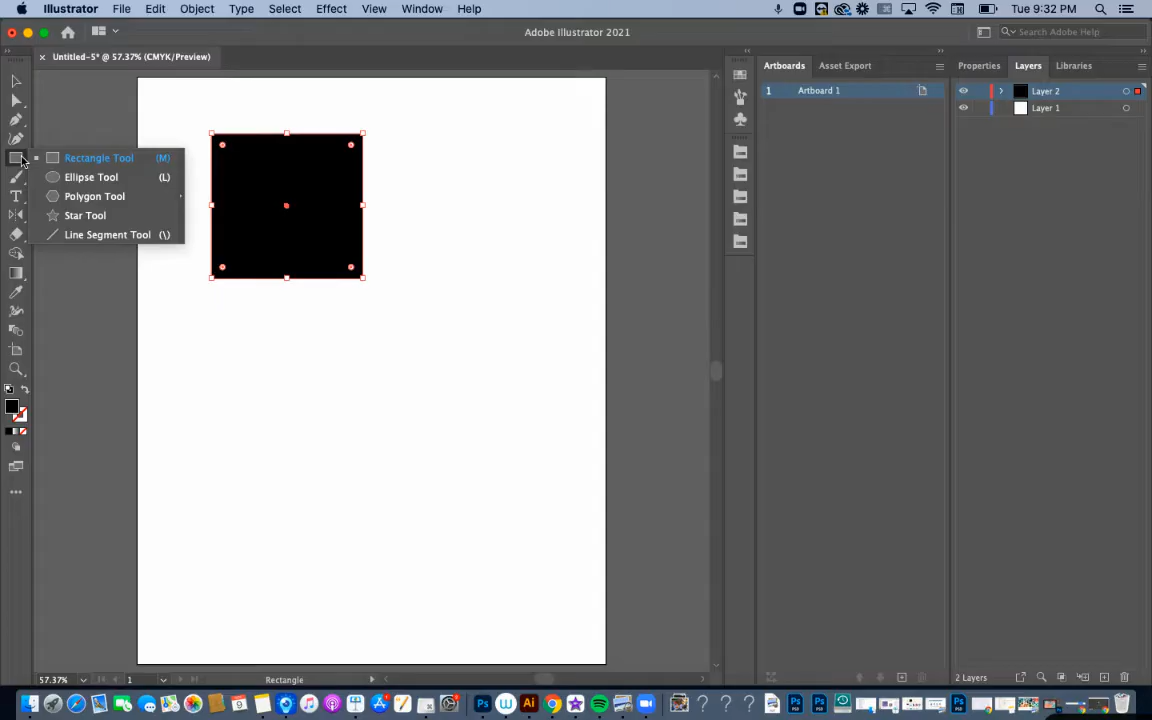 Illustrator File Edit Object Type Select Effect View Window Help Tue 9:32 PM
Adobe Illustrator 2021
Search Adobe Help
× Untitled-5* @ 57.37% (CMYK/Preview)
Artboards Asset Export
Properties Layers Libraries
1 Artboard 1
Layer 2
Layer 1
Rectangle Tool (M)
Ellipse Tool (L)
Polygon Tool
Star Tool
Line Segment Tool (\)
57.37% 1 Rectangle
2 Layers